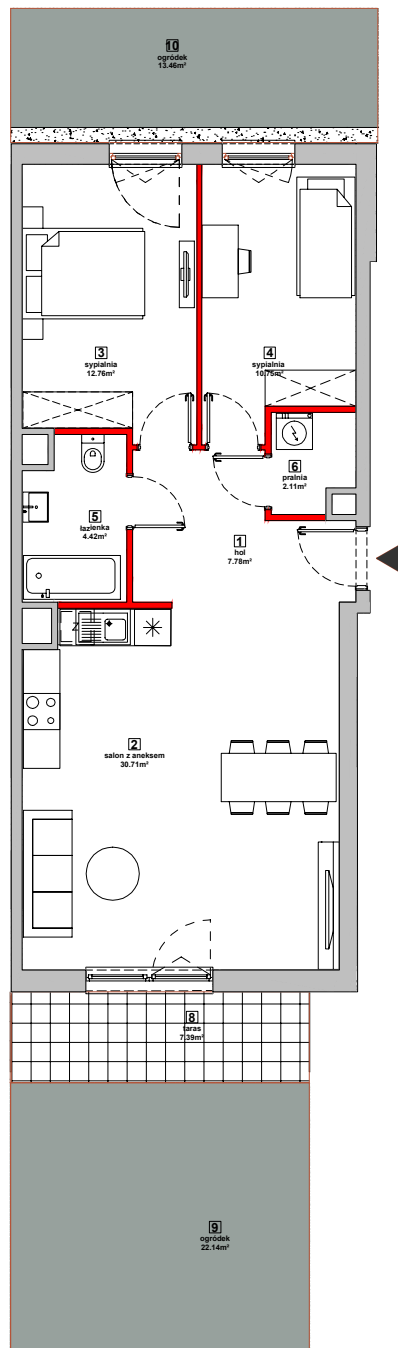 10
ogródek
13.46m²
3
sypialnia
12.76m²
4
sypialnia
10.75m²
6
pralnia
2.11m²
5
łazienka
4.42m²
1
hol
7.78m²
Z
2
salon z aneksem
30.71m²
8
taras
7.39m²
9
ogródek
22.14m²